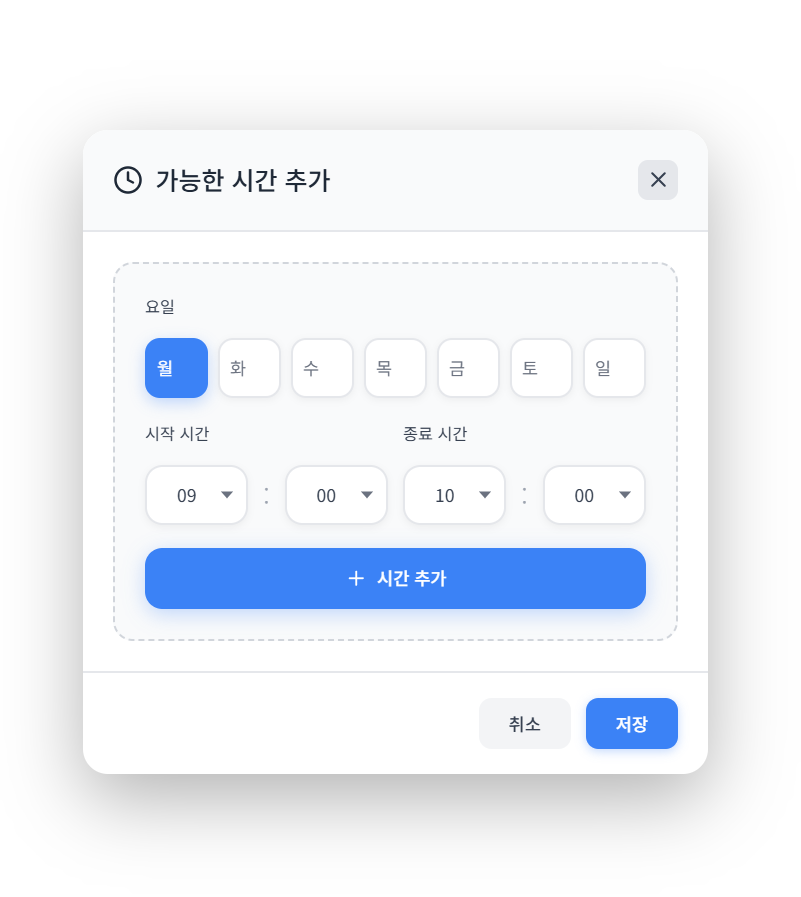 가능한 시간 추가
요일
월 화 수 목 금 토 일
시작 시간 종료 시간
09 : 00 10 : 00
시간 추가
취소 저장